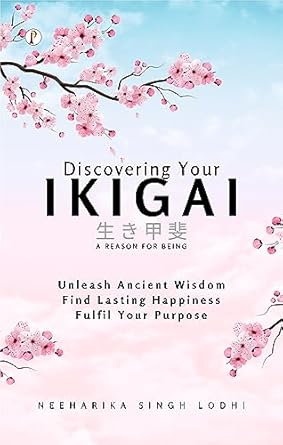 P
Discovering Your
IKIGAI
生き甲斐
A REASON FOR BEING
Unleash Ancient Wisdom
Find Lasting Happiness
Fulfil Your Purpose
NEEHARIKA SINGH LODHI